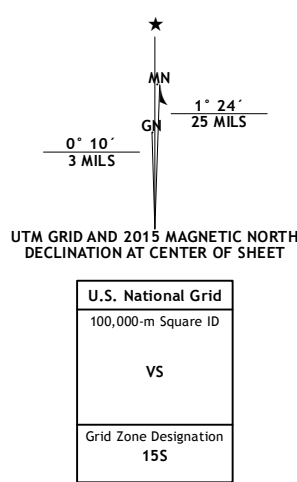 ★
MN
1° 24´
GN
25 MILS
0° 10´
3 MILS
UTM GRID AND 2015 MAGNETIC NORTH
DECLINATION AT CENTER OF SHEET
U.S. National Grid
100,000-m Square ID
VS
Grid Zone Designation
15S